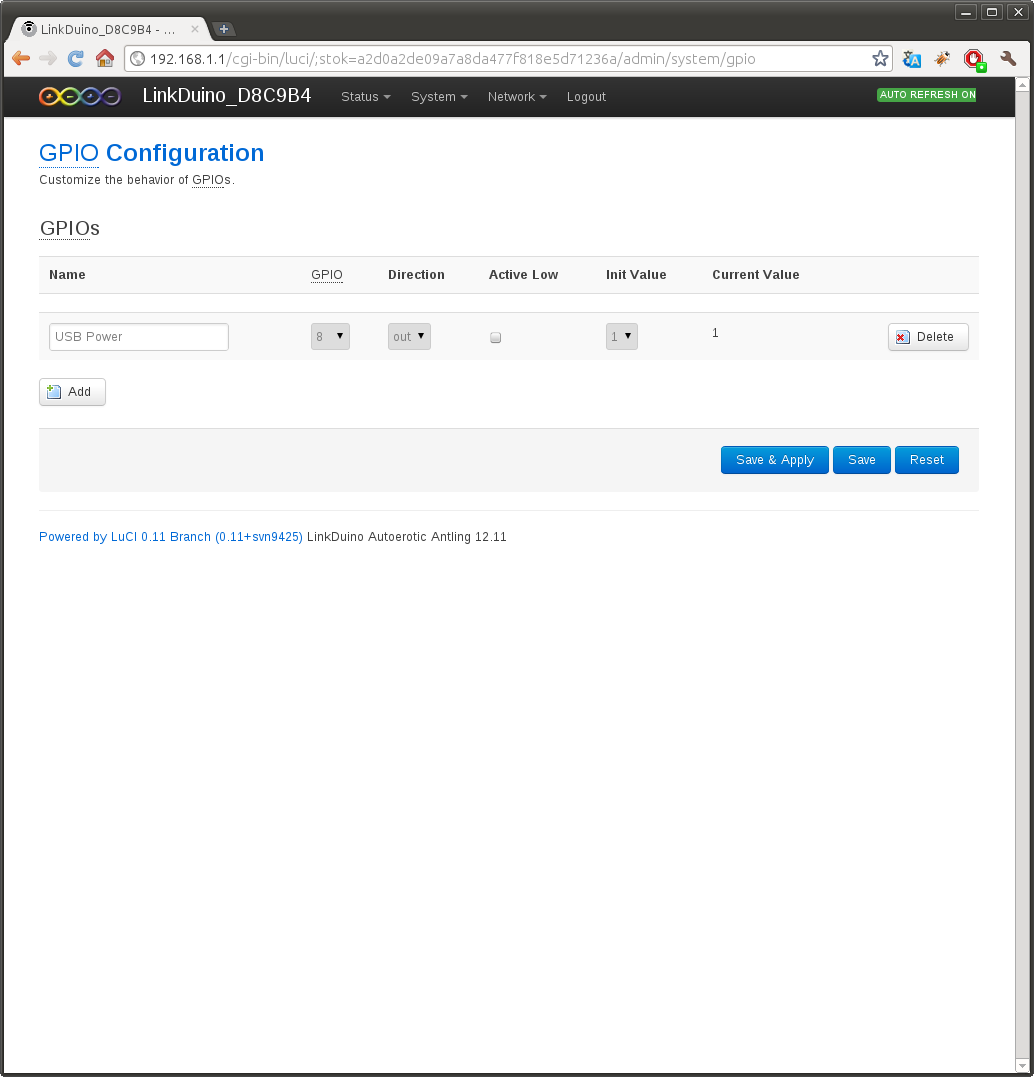 LinkDuino_D8C9B4 - ...
192.168.1.1/cgi-bin/luci/;stok=a2d0a2de09a7a8da477f818e5d71236a/admin/system/gpio
LinkDuino_D8C9B4 Status System Network Logout AUTO REFRESH ON
GPIO Configuration
Customize the behavior of GPIOs.
GPIOs
Name GPIO Direction Active Low Init Value Current Value
USB Power 8 out 1 1 Delete
Add
Save & Apply Save Reset
Powered by LuCI 0.11 Branch (0.11+svn9425) LinkDuino Autoerotic Antling 12.11